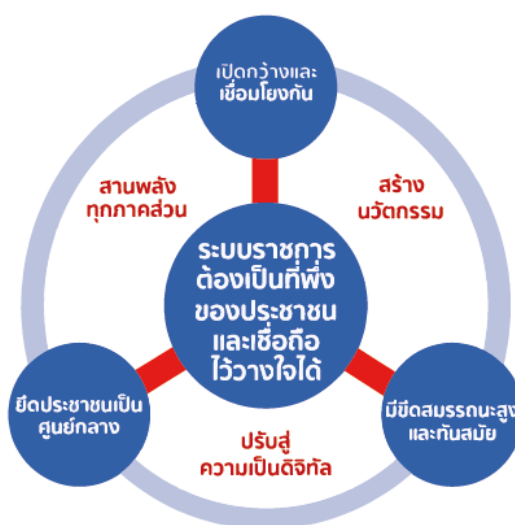 เปิดกว้างและ
เชื่อมโยงกัน
สานพลัง
ทุกภาคส่วน
สร้าง
นวัตกรรม
ระบบราชการ
ต้องเป็นที่พึ่ง
ของประชาชน
และเชื่อถือ
ไว้วางใจได้
ยึดประชาชนเป็น
ศูนย์กลาง
มีขีดสมรรถนะสูง
และทันสมัย
ปรับสู่
ความเป็นดิจิทัล